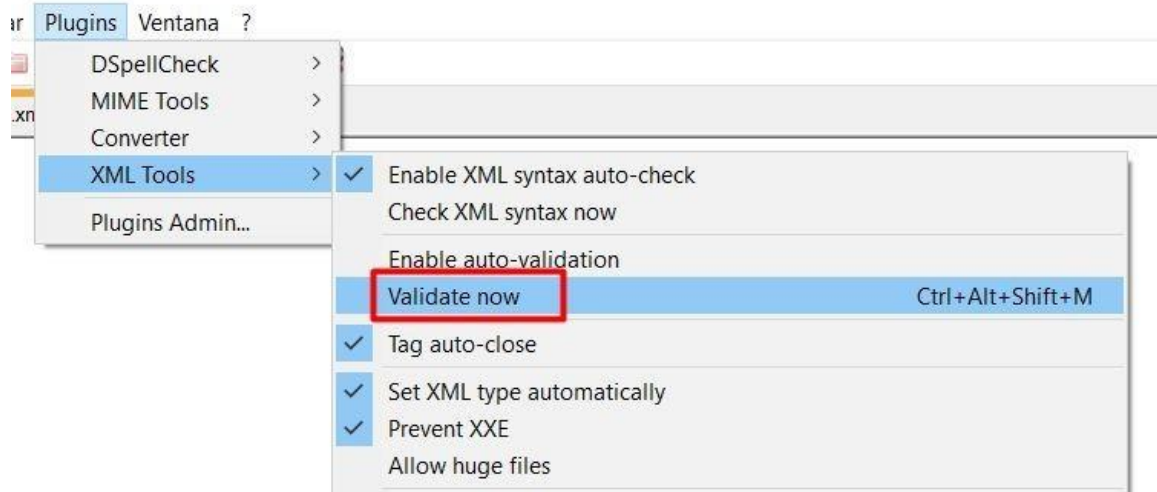 ar Plugins Ventana ?
DSpellCheck
MIME Tools
.xn
Converter
XML Tools
Plugins Admin...
Enable XML syntax auto-check
Check XML syntax now
Enable auto-validation
Validate now Ctrl+Alt+Shift+M
Tag auto-close
Set XML type automatically
Prevent XXE
Allow huge files